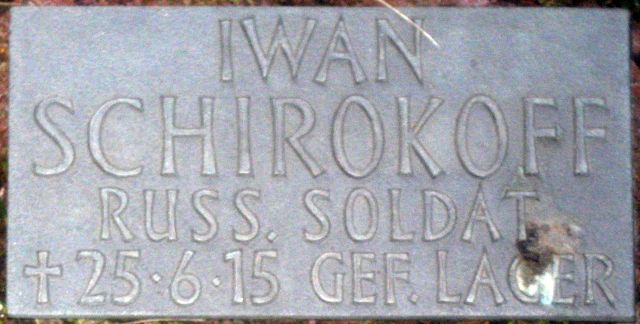 IWAN
SCHIROKOFF
RUSS. SOLDAT
† 25·6·15 GEF. LAGER